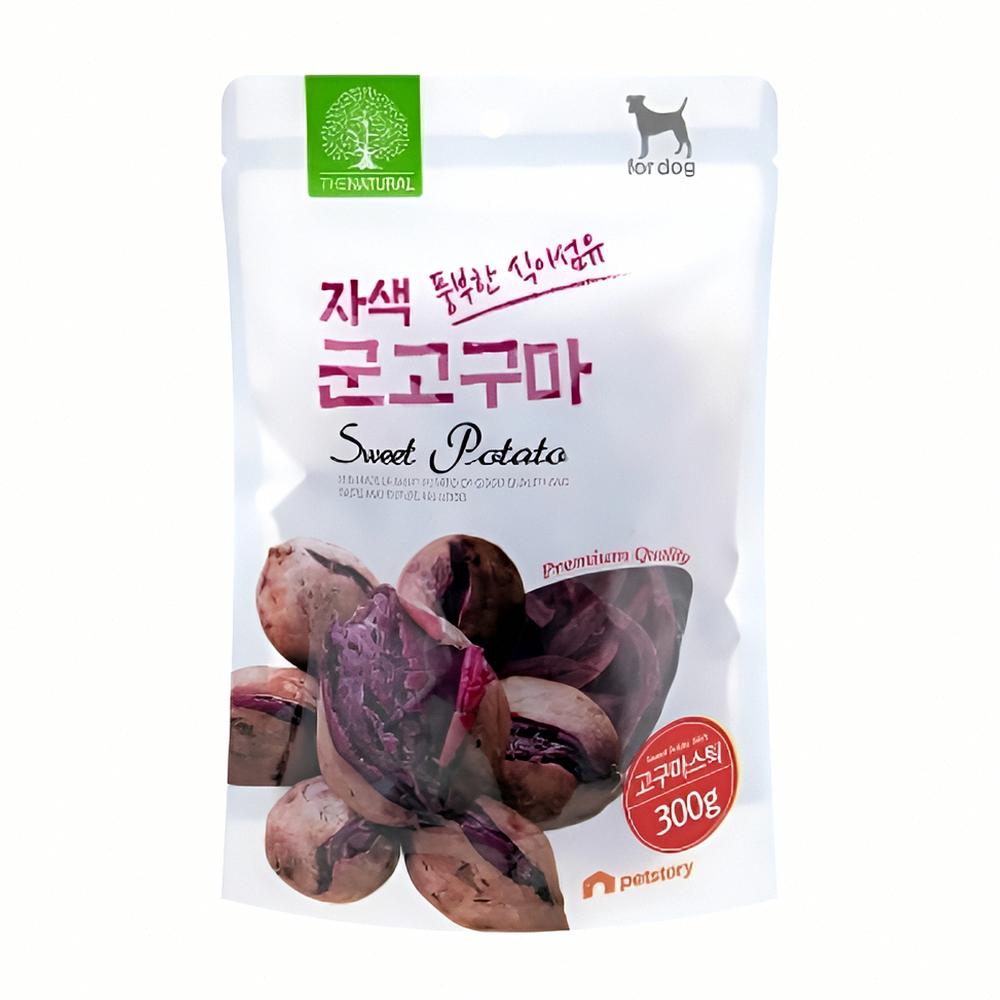 THENATURAL
for dog
자색 풍부한 식이섬유
군고구마
Sweet Potato
Premium Quality
고구마스틱
300g
petstory